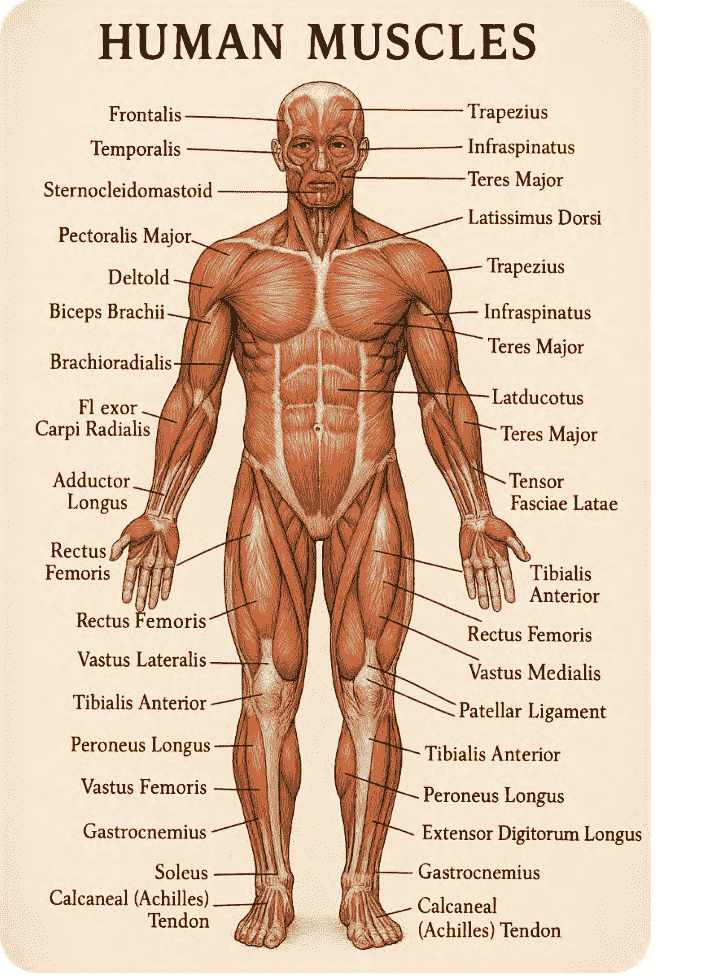 HUMAN MUSCLES
Frontalis
Temporalis
Sternocleidomastoid
Pectoralis Major
Deltold
Biceps Brachii
Brachioradialis
Fl exor
Carpi Radialis
Adductor
Longus
Rectus
Femoris
Rectus Femoris
Vastus Lateralis
Tibialis Anterior
Peroneus Longus
Vastus Femoris
Gastrocnemius
Soleus
Calcaneal (Achilles)
Tendon
Trapezius
Infraspinatus
Teres Major
Latissimus Dorsi
Trapezius
Infraspinatus
Teres Major
Latducotus
Teres Major
Tensor
Fasciae Latae
Tibialis
Anterior
Rectus Femoris
Vastus Medialis
Patellar Ligament
Tibialis Anterior
Peroneus Longus
Extensor Digitorum Longus
Gastrocnemius
Calcaneal
(Achilles) Tendon